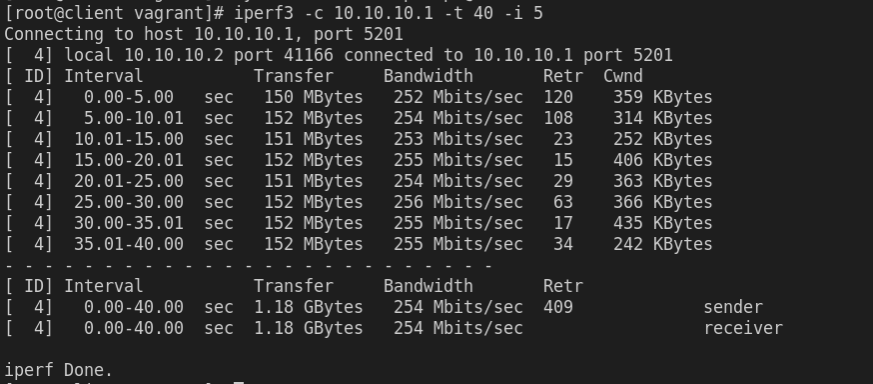 [root@client vagrant]# iperf3 -c 10.10.10.1 -t 40 -i 5
Connecting to host 10.10.10.1, port 5201
[  4] local 10.10.10.2 port 41166 connected to 10.10.10.1 port 5201
[ ID] Interval           Transfer     Bandwidth       Retr  Cwnd
[  4]   0.00-5.00   sec   150 MBytes   252 Mbits/sec  120    359 KBytes
[  4]   5.00-10.01  sec   152 MBytes   254 Mbits/sec  108    314 KBytes
[  4]  10.01-15.00  sec   151 MBytes   253 Mbits/sec   23    252 KBytes
[  4]  15.00-20.01  sec   152 MBytes   255 Mbits/sec   15    406 KBytes
[  4]  20.01-25.00  sec   151 MBytes   254 Mbits/sec   29    363 KBytes
[  4]  25.00-30.00  sec   152 MBytes   256 Mbits/sec   63    366 KBytes
[  4]  30.00-35.01  sec   152 MBytes   255 Mbits/sec   17    435 KBytes
[  4]  35.01-40.00  sec   152 MBytes   255 Mbits/sec   34    242 KBytes
- - - - - - - - - - - - - - - - - - - - - - - - -
[ ID] Interval           Transfer     Bandwidth       Retr
[  4]   0.00-40.00  sec  1.18 GBytes   254 Mbits/sec  409             sender
[  4]   0.00-40.00  sec  1.18 GBytes   254 Mbits/sec                  receiver
iperf Done.